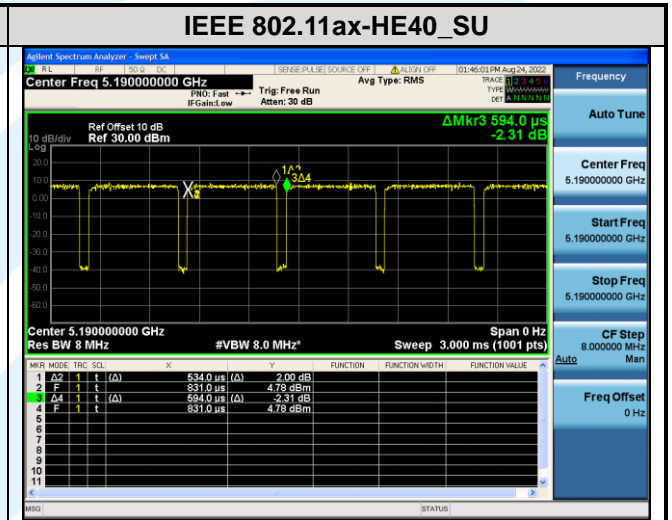 IEEE 802.11ax-HE40_SU
Agilent Spectrum Analyzer - Swept SA
RL RF 50 Ω DC SENSE:PULSE SOURCE OFF ALIGN OFF 01:46:01PM Aug 24, 2022
Center Freq 5.190000000 GHz
PNO: Fast Trig: Free Run Avg Type: RMS TRACE 1 2 3 4 5 6
IFGain:Low Atten: 30 dB TYPE W
DET A N N N N N
Ref Offset 10 dB
10 dB/div Ref 30.00 dBm
ΔMkr3 594.0 µs
-2.31 dB
Log
20.0
10.0
0.00
-10.0
-20.0
-30.0
-40.0
-50.0
-60.0
3Δ4
Center 5.190000000 GHz Span 0 Hz
Res BW 8 MHz #VBW 8.0 MHz* Sweep 3.000 ms (1001 pts)
MKR MODE TRC SCL X Y FUNCTION FUNCTION WIDTH FUNCTION VALUE
1 Δ2 1 t (Δ) 534.0 µs (Δ) 2.00 dB
2 F 1 t 831.0 µs 4.78 dBm
3 Δ4 1 t (Δ) 594.0 µs (Δ) -2.31 dB
4 F 1 t 831.0 µs 4.78 dBm
5
6
7
8
9
10
11
MSG STATUS
Frequency
Auto Tune
Center Freq
5.190000000 GHz
Start Freq
5.190000000 GHz
Stop Freq
5.190000000 GHz
CF Step
8.000000 MHz
Auto Man
Freq Offset
0 Hz